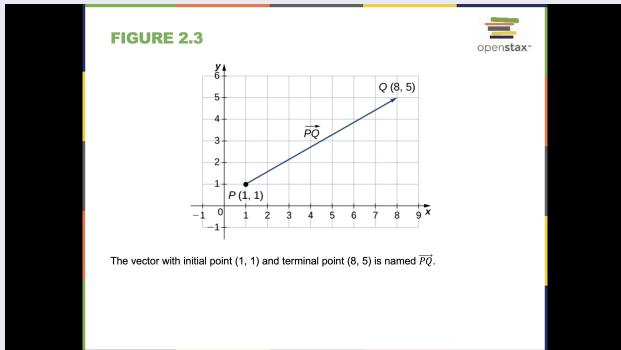 FIGURE 2.3
openstax™
y
6
Q (8, 5)
5
4
PQ
3
2
1
P (1, 1)
−1 0 1 2 3 4 5 6 7 8 9 x
−1
The vector with initial point (1, 1) and terminal point (8, 5) is named PQ.